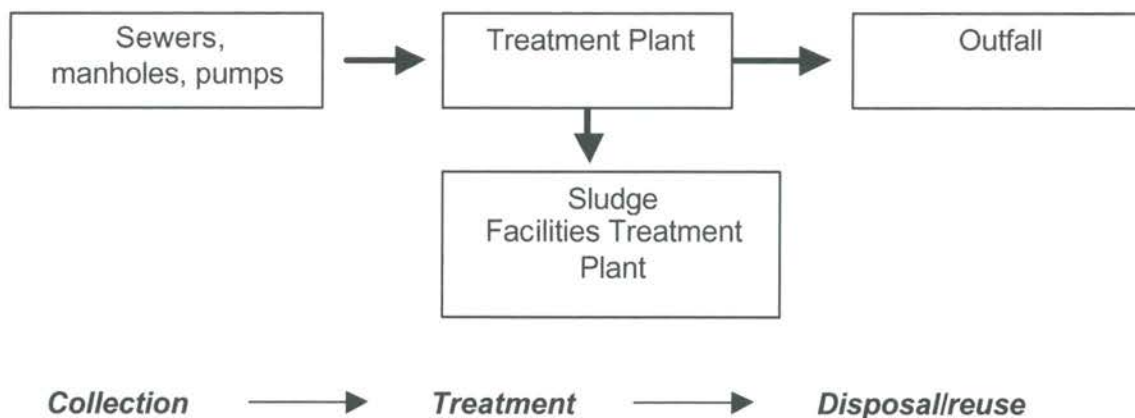 Sewers,
manholes, pumps
Treatment Plant
Outfall
Sludge
Facilities Treatment
Plant
Collection
Treatment
Disposal/reuse